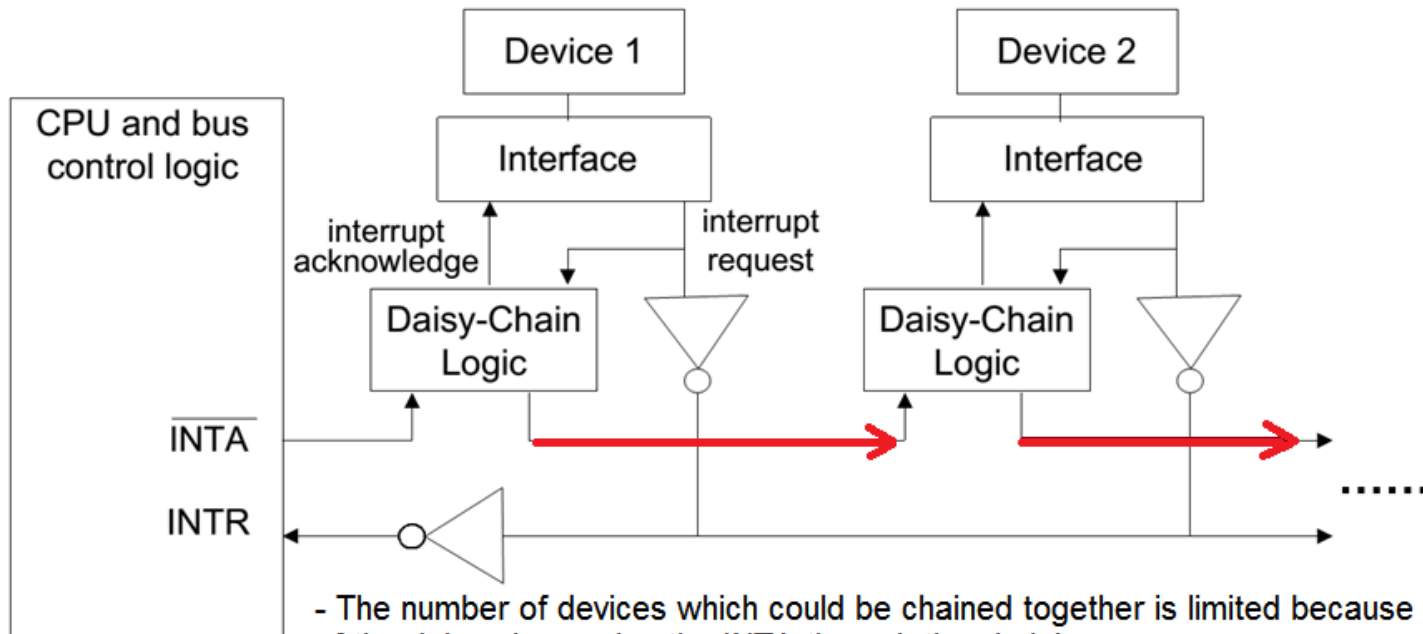 Device 1
Device 2
CPU and bus
control logic
Interface
Interface
interrupt
acknowledge
interrupt
request
Daisy-Chain
Logic
Daisy-Chain
Logic
INTA
INTR
......
- The number of devices which could be chained together is limited because